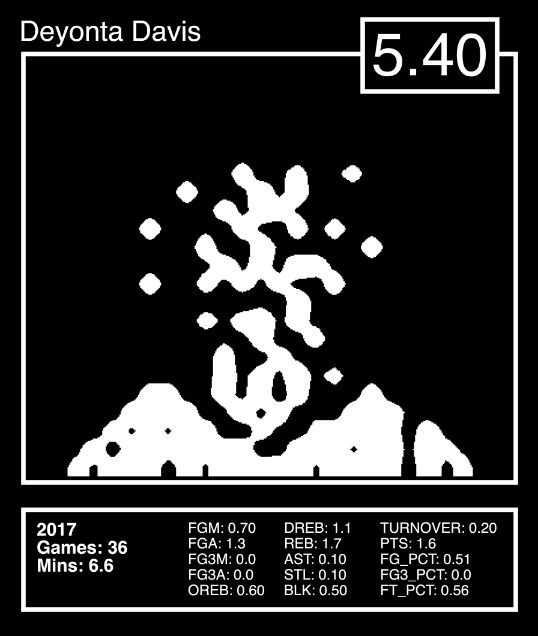 Deyonta Davis
5.40
2017
Games: 36
Mins: 6.6
FGM: 0.70
FGA: 1.3
FG3M: 0.0
FG3A: 0.0
OREB: 0.60
DREB: 1.1
REB: 1.7
AST: 0.10
STL: 0.10
BLK: 0.50
TURNOVER: 0.20
PTS: 1.6
FG_PCT: 0.51
FG3_PCT: 0.0
FT_PCT: 0.56